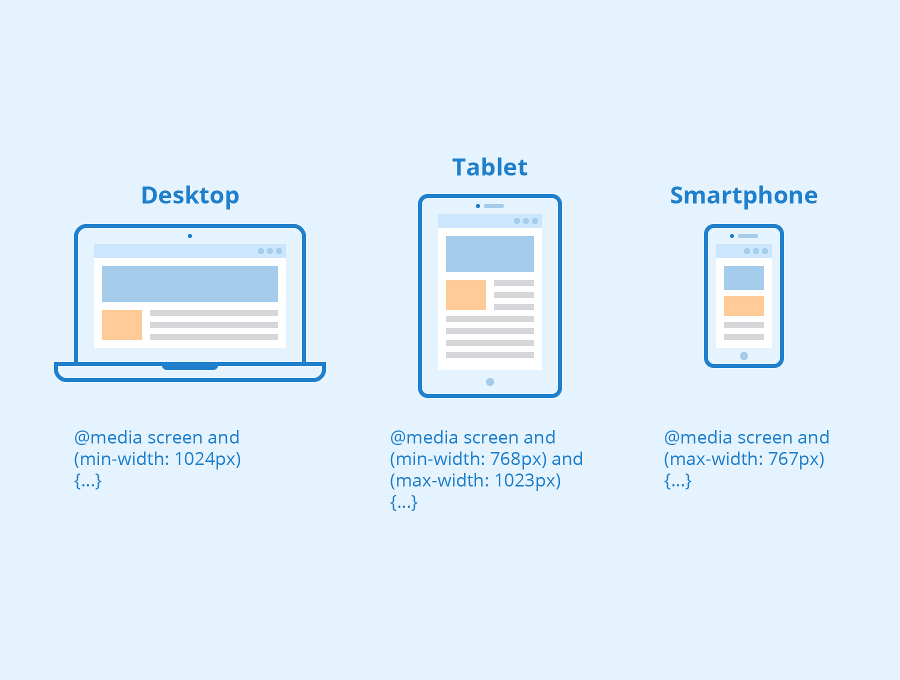 Desktop
@media screen and
(min-width: 1024px)
{...}
Tablet
@media screen and
(min-width: 768px) and
(max-width: 1023px)
{...}
Smartphone
@media screen and
(max-width: 767px)
{...}